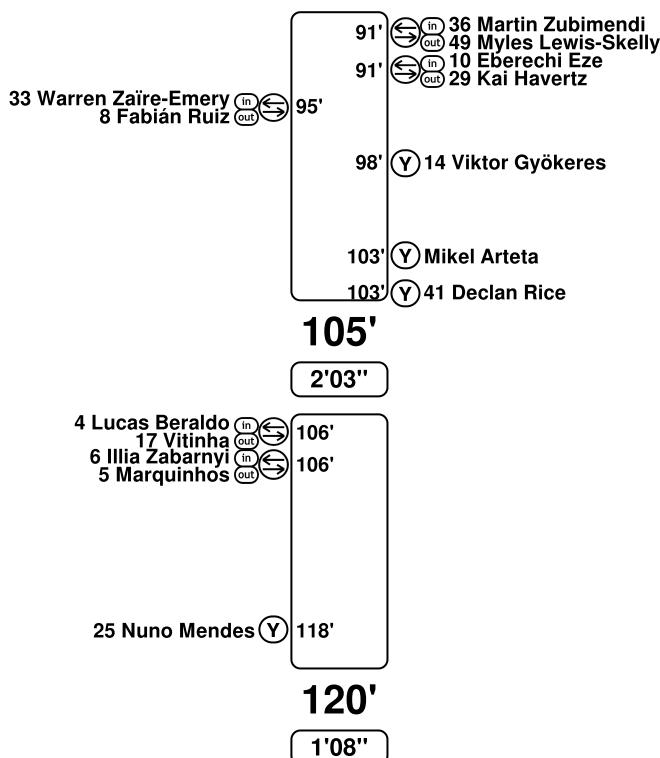 91' in 36 Martin Zubimendi
out 49 Myles Lewis-Skelly
91' in 10 Eberechi Eze
out 29 Kai Havertz
33 Warren Zaïre-Emery in 95'
8 Fabián Ruiz out
98' Y 14 Viktor Gyökeres
103' Y Mikel Arteta
103' Y 41 Declan Rice
105'
2'03"
4 Lucas Beraldo in 106'
17 Vitinha out
6 Illia Zabarnyi in 106'
5 Marquinhos out
25 Nuno Mendes Y 118'
120'
1'08"